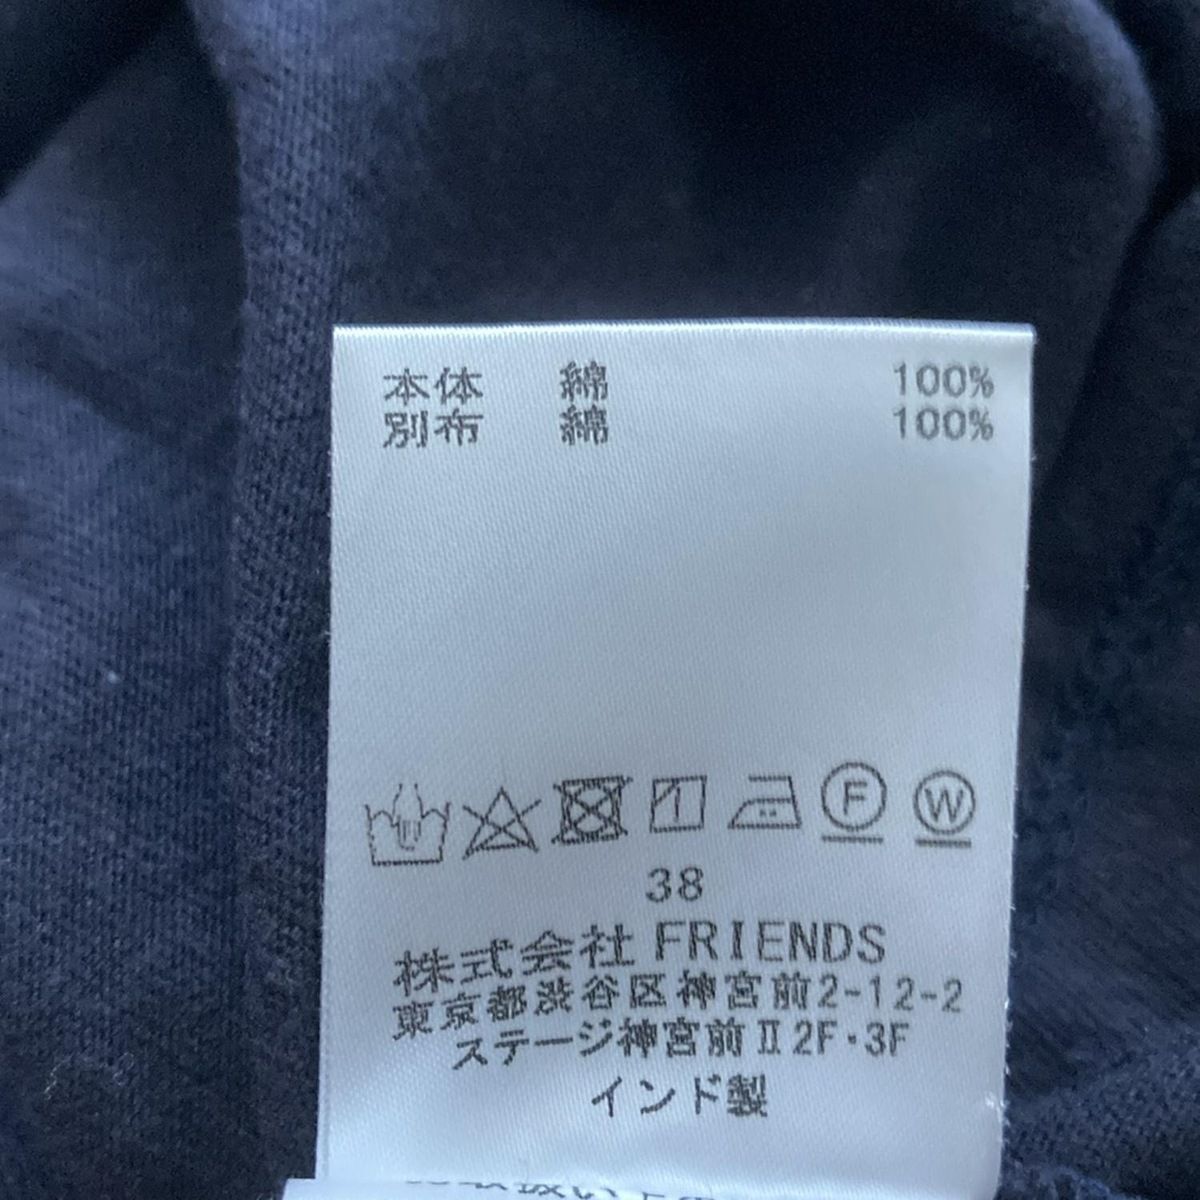 本体 綿 100%
別布 綿 100%
F W
38
株式会社 FRIENDS
東京都渋谷区神宮前2-12-2
ステージ神宮前Ⅱ2F・3F
インド製